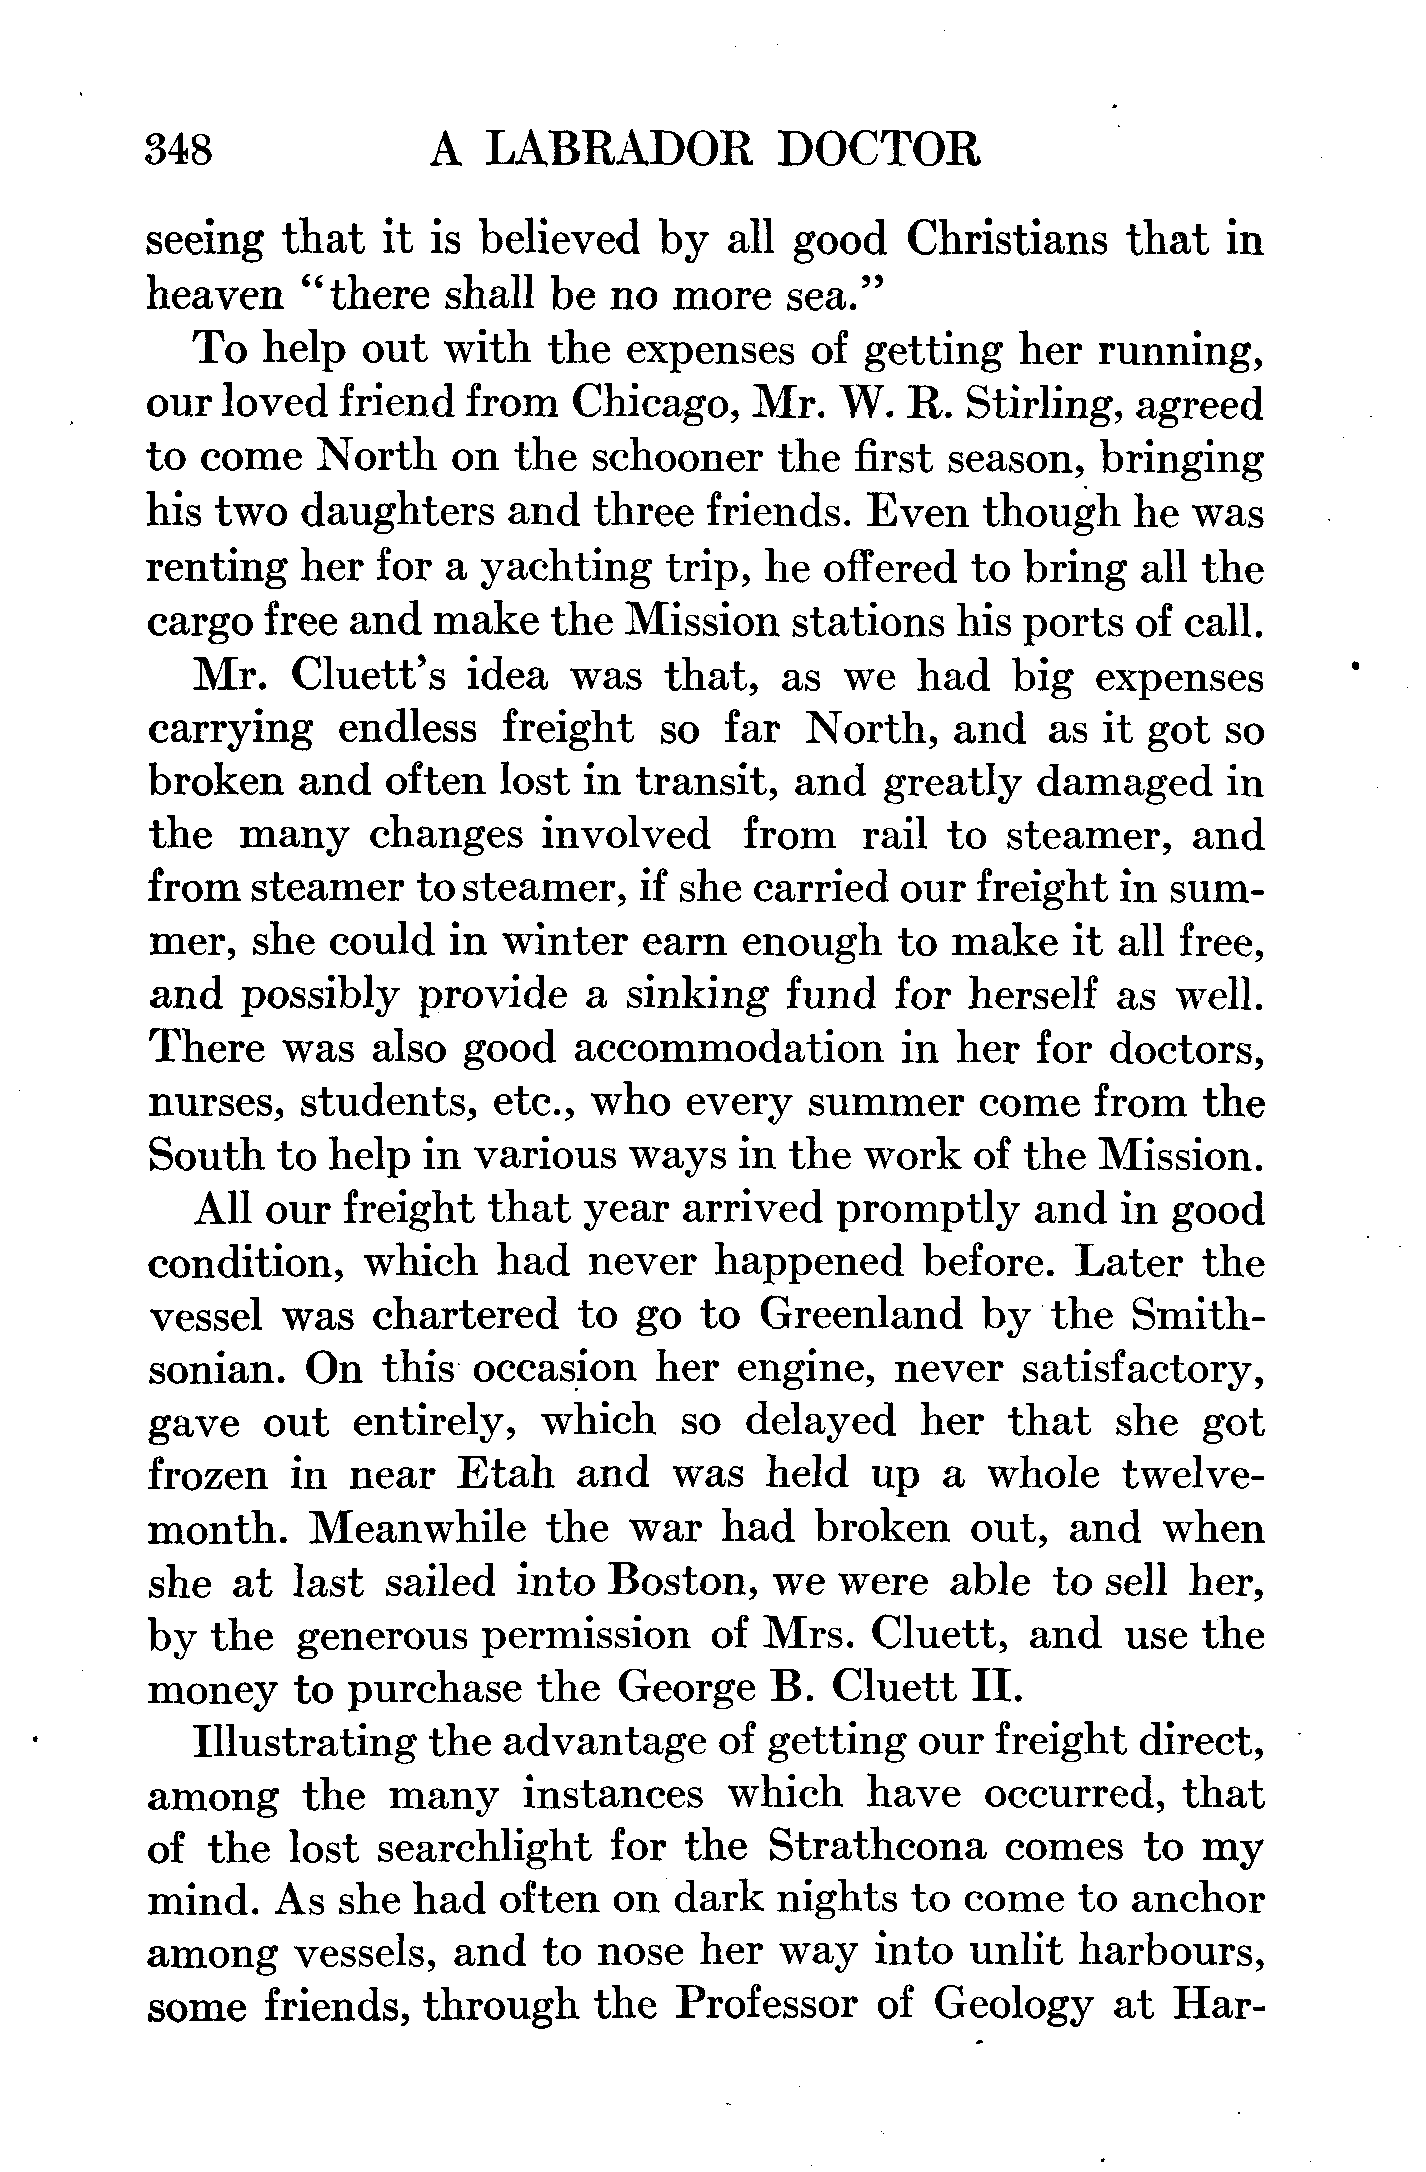 348 A LABRADOR DOCTOR
seeing that it is believed by all good Christians that in
heaven "there shall be no more sea."
To help out with the expenses of getting her running,
our loved friend from Chicago, Mr. W. R. Stirling, agreed
to come North on the schooner the first season, bringing
his two daughters and three friends. Even though he was
renting her for a yachting trip, he offered to bring all the
cargo free and make the Mission stations his ports of call.
Mr. Cluett's idea was that, as we had big expenses
carrying endless freight so far North, and as it got so
broken and often lost in transit, and greatly damaged in
the many changes involved from rail to steamer, and
from steamer to steamer, if she carried our freight in sum-
mer, she could in winter earn enough to make it all free,
and possibly provide a sinking fund for herself as well.
There was also good accommodation in her for doctors,
nurses, students, etc., who every summer come from the
South to help in various ways in the work of the Mission.
All our freight that year arrived promptly and in good
condition, which had never happened before. Later the
vessel was chartered to go to Greenland by the Smith-
sonian. On this occasion her engine, never satisfactory,
gave out entirely, which so delayed her that she got
frozen in near Etah and was held up a whole twelve-
month. Meanwhile the war had broken out, and when
she at last sailed into Boston, we were able to sell her,
by the generous permission of Mrs. Cluett, and use the
money to purchase the George B. Cluett II.
Illustrating the advantage of getting our freight direct,
among the many instances which have occurred, that
of the lost searchlight for the Strathcona comes to my
mind. As she had often on dark nights to come to anchor
among vessels, and to nose her way into unlit harbours,
some friends, through the Professor of Geology at Har-